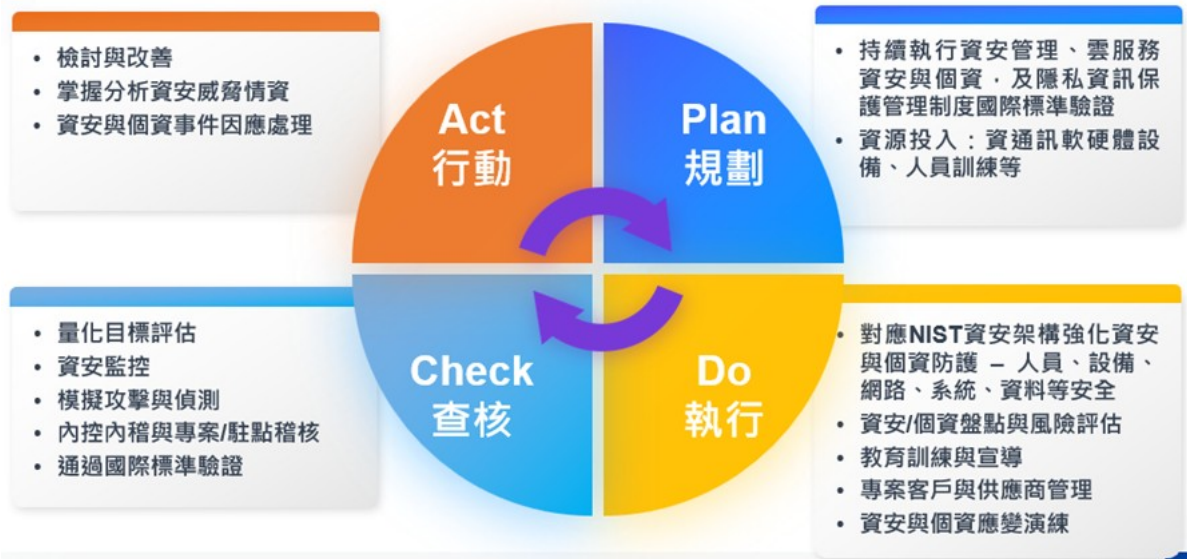 • 檢討與改善
• 掌握分析資安威脅情資
• 資安與個資事件因應處理
Act
行動
Plan
規劃
• 持續執行資安管理、雲服務
資安與個資，及隱私資訊保
護管理制度國際標準驗證
• 資源投入：資通訊軟硬體設
備、人員訓練等
• 量化目標評估
• 資安監控
• 模擬攻擊與偵測
• 內控內稽與專案/駐點稽核
• 通過國際標準驗證
Check
查核
Do
執行
• 對應NIST資安架構強化資安
與個資防護 – 人員、設備、
網路、系統、資料等安全
• 資安/個資盤點與風險評估
• 教育訓練與宣導
• 專案客戶與供應商管理
• 資安與個資應變演練